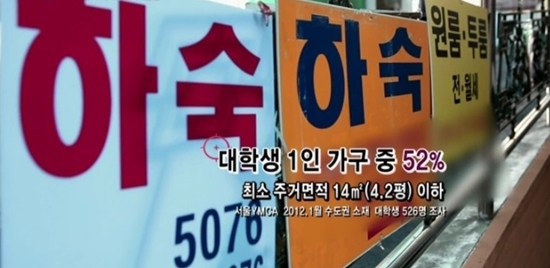 하숙
하숙
원룸·투룸
전·월세
대학생 1인 가구 중 52%
최소 주거면적 14㎡(4.2평) 이하
서울YMCA 2012.1월 수도권 소재 대학생 526명 조사
5076